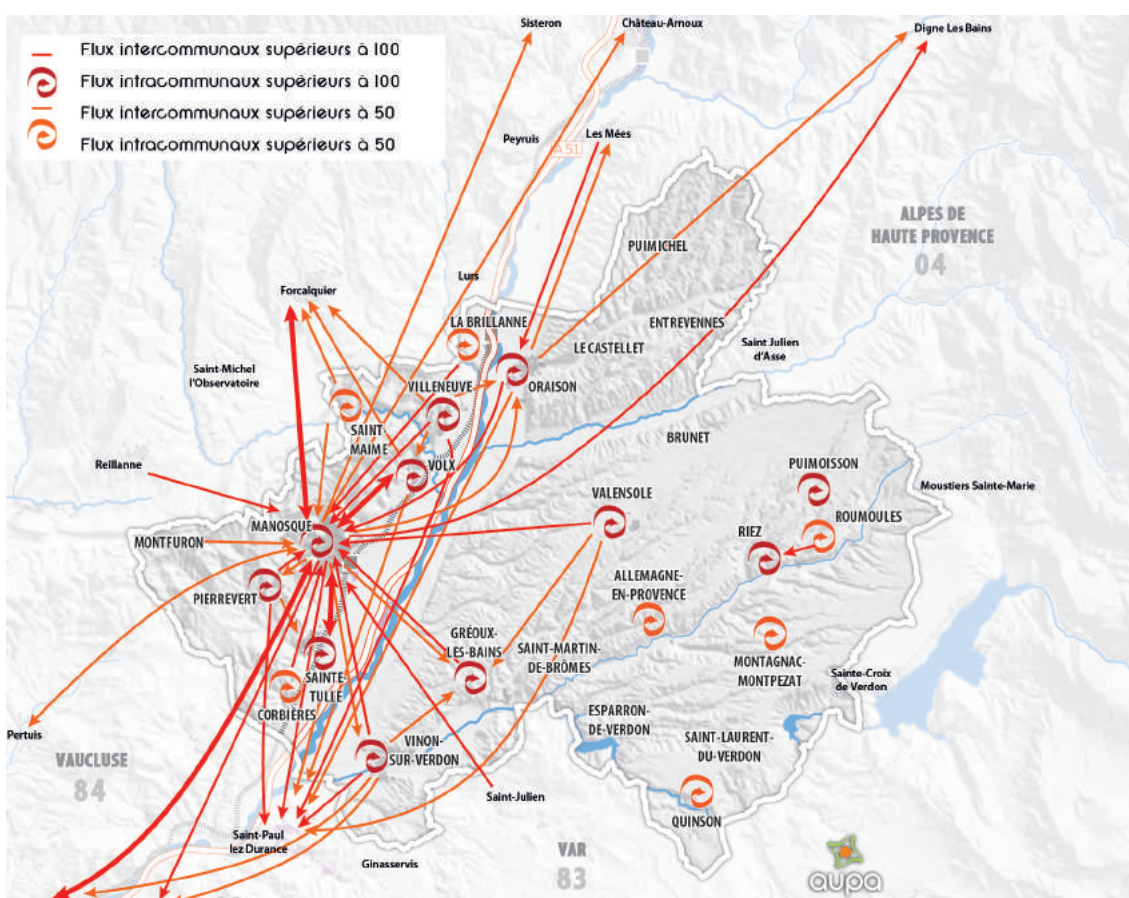 Flux intercommunaux supérieurs à 100
Flux intracommunaux supérieurs à 100
Flux intercommunaux supérieurs à 50
Flux intracommunaux supérieurs à 50
Sisteron
Château-Arnoux
Digne Les Bains
Peyruis
Les Mées
A 51
ALPES DE
HAUTE PROVENCE
04
PUIMICHEL
Lurs
Forcalquier
LA BRILLANNE
ENTREVENNES
LE CASTELLET
Saint Julien
d'Asse
Saint-Michel
l'Observatoire
VILLENEUVE
ORAISON
SAINT-
MAIME
BRUNET
VOLX
Reillanne
PUIMOISSON
Moustiers Sainte-Marie
VALENSOLE
ROUMOULES
MANOSQUE
MONTFURON
RIEZ
ALLEMAGNE-
EN-PROVENCE
PIERREVERT
GRÉOUX-
LES-BAINS
SAINT-MARTIN-
DE-BRÔMES
MONTAGNAC-
MONTPEZAT
Sainte-Croix
de Verdon
SAINTE-
TULLE
CORBIÈRES
ESPARRON-
DE-VERDON
SAINT-LAURENT-
DU-VERDON
Pertuis
VINON-
SUR-VERDON
VAUCLUSE
84
Saint-Julien
QUINSON
Saint-Paul
lez Durance
Ginasservis
VAR
83
aupa